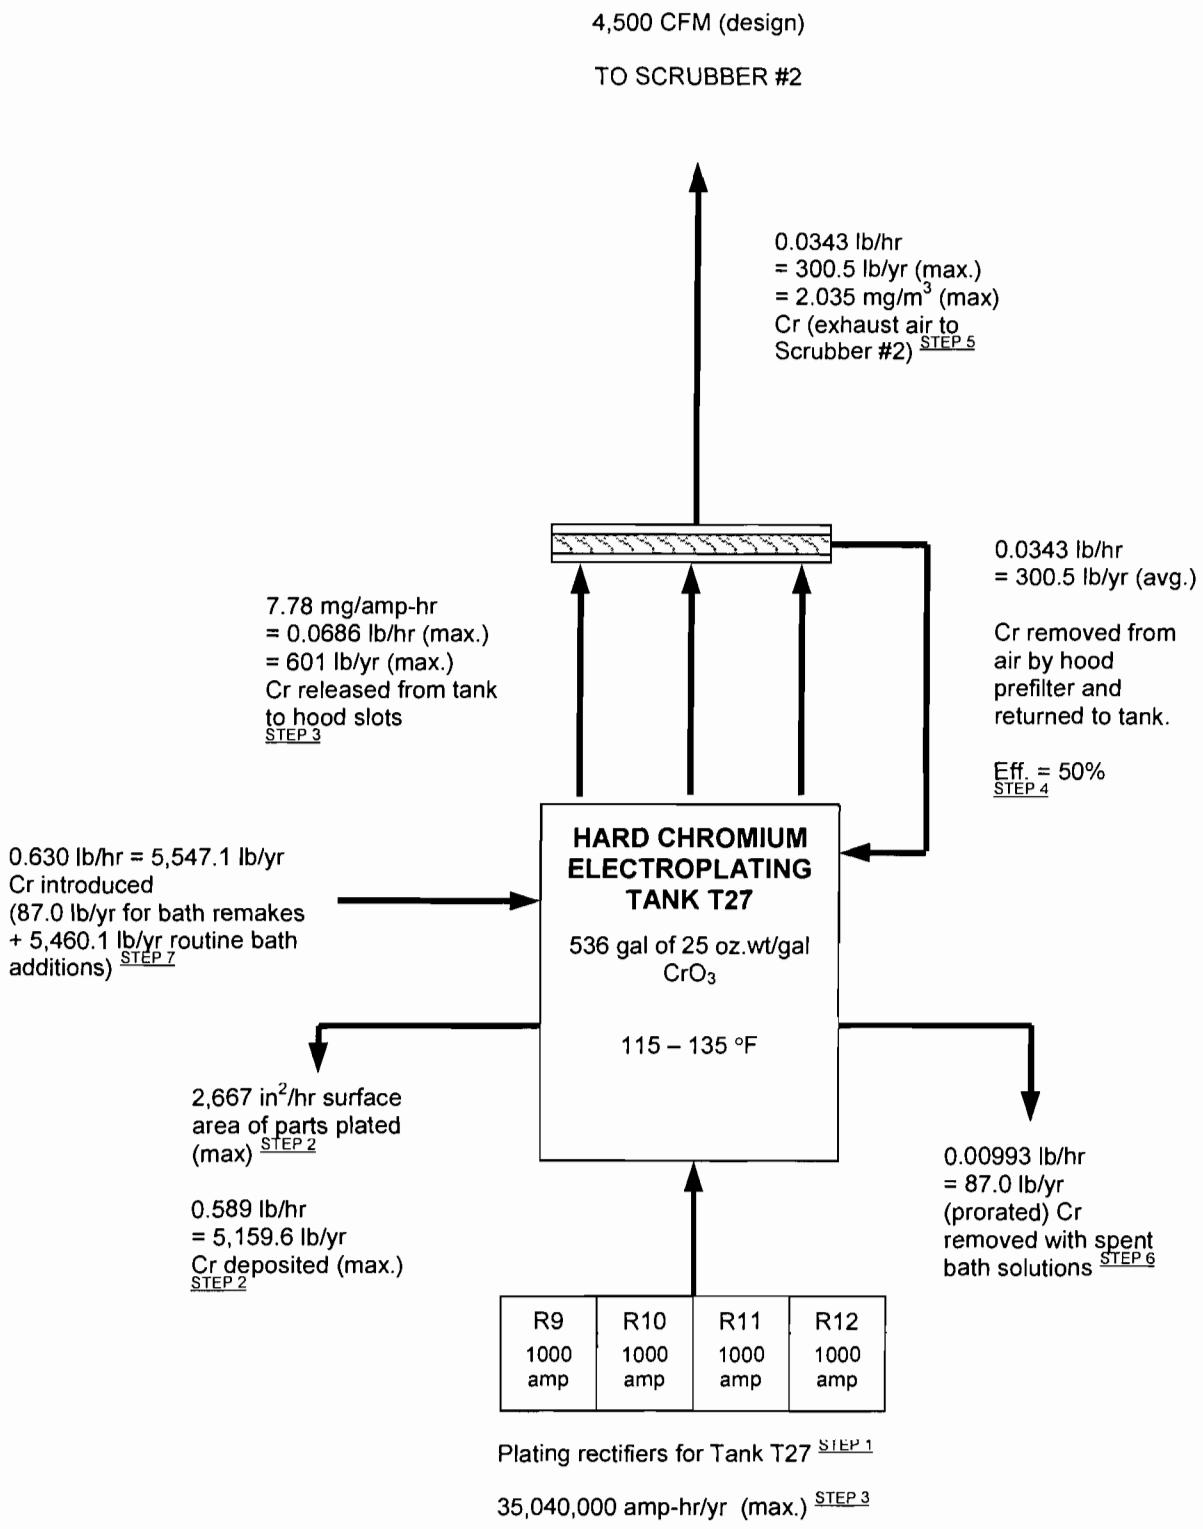 4,500 CFM (design)
TO SCRUBBER #2
0.0343 lb/hr
= 300.5 lb/yr (max.)
= 2.035 mg/m³ (max)
Cr (exhaust air to
Scrubber #2) STEP 5
0.0343 lb/hr
= 300.5 lb/yr (avg.)
Cr removed from
air by hood
prefilter and
returned to tank.
Eff. = 50%
STEP 4
7.78 mg/amp-hr
= 0.0686 lb/hr (max.)
= 601 lb/yr (max.)
Cr released from tank
to hood slots
STEP 3
HARD CHROMIUM
ELECTROPLATING
TANK T27
536 gal of 25 oz.wt/gal
CrO₃
115 – 135 °F
0.630 lb/hr = 5,547.1 lb/yr
Cr introduced
(87.0 lb/yr for bath remakes
+ 5,460.1 lb/yr routine bath
additions) STEP 7
2,667 in²/hr surface
area of parts plated
(max) STEP 2
0.589 lb/hr
= 5,159.6 lb/yr
Cr deposited (max.)
STEP 2
0.00993 lb/hr
= 87.0 lb/yr
(prorated) Cr
removed with spent
bath solutions STEP 6
R9 R10 R11 R12
1000 1000 1000 1000
amp amp amp amp
Plating rectifiers for Tank T27 STEP 1
35,040,000 amp-hr/yr (max.) STEP 3